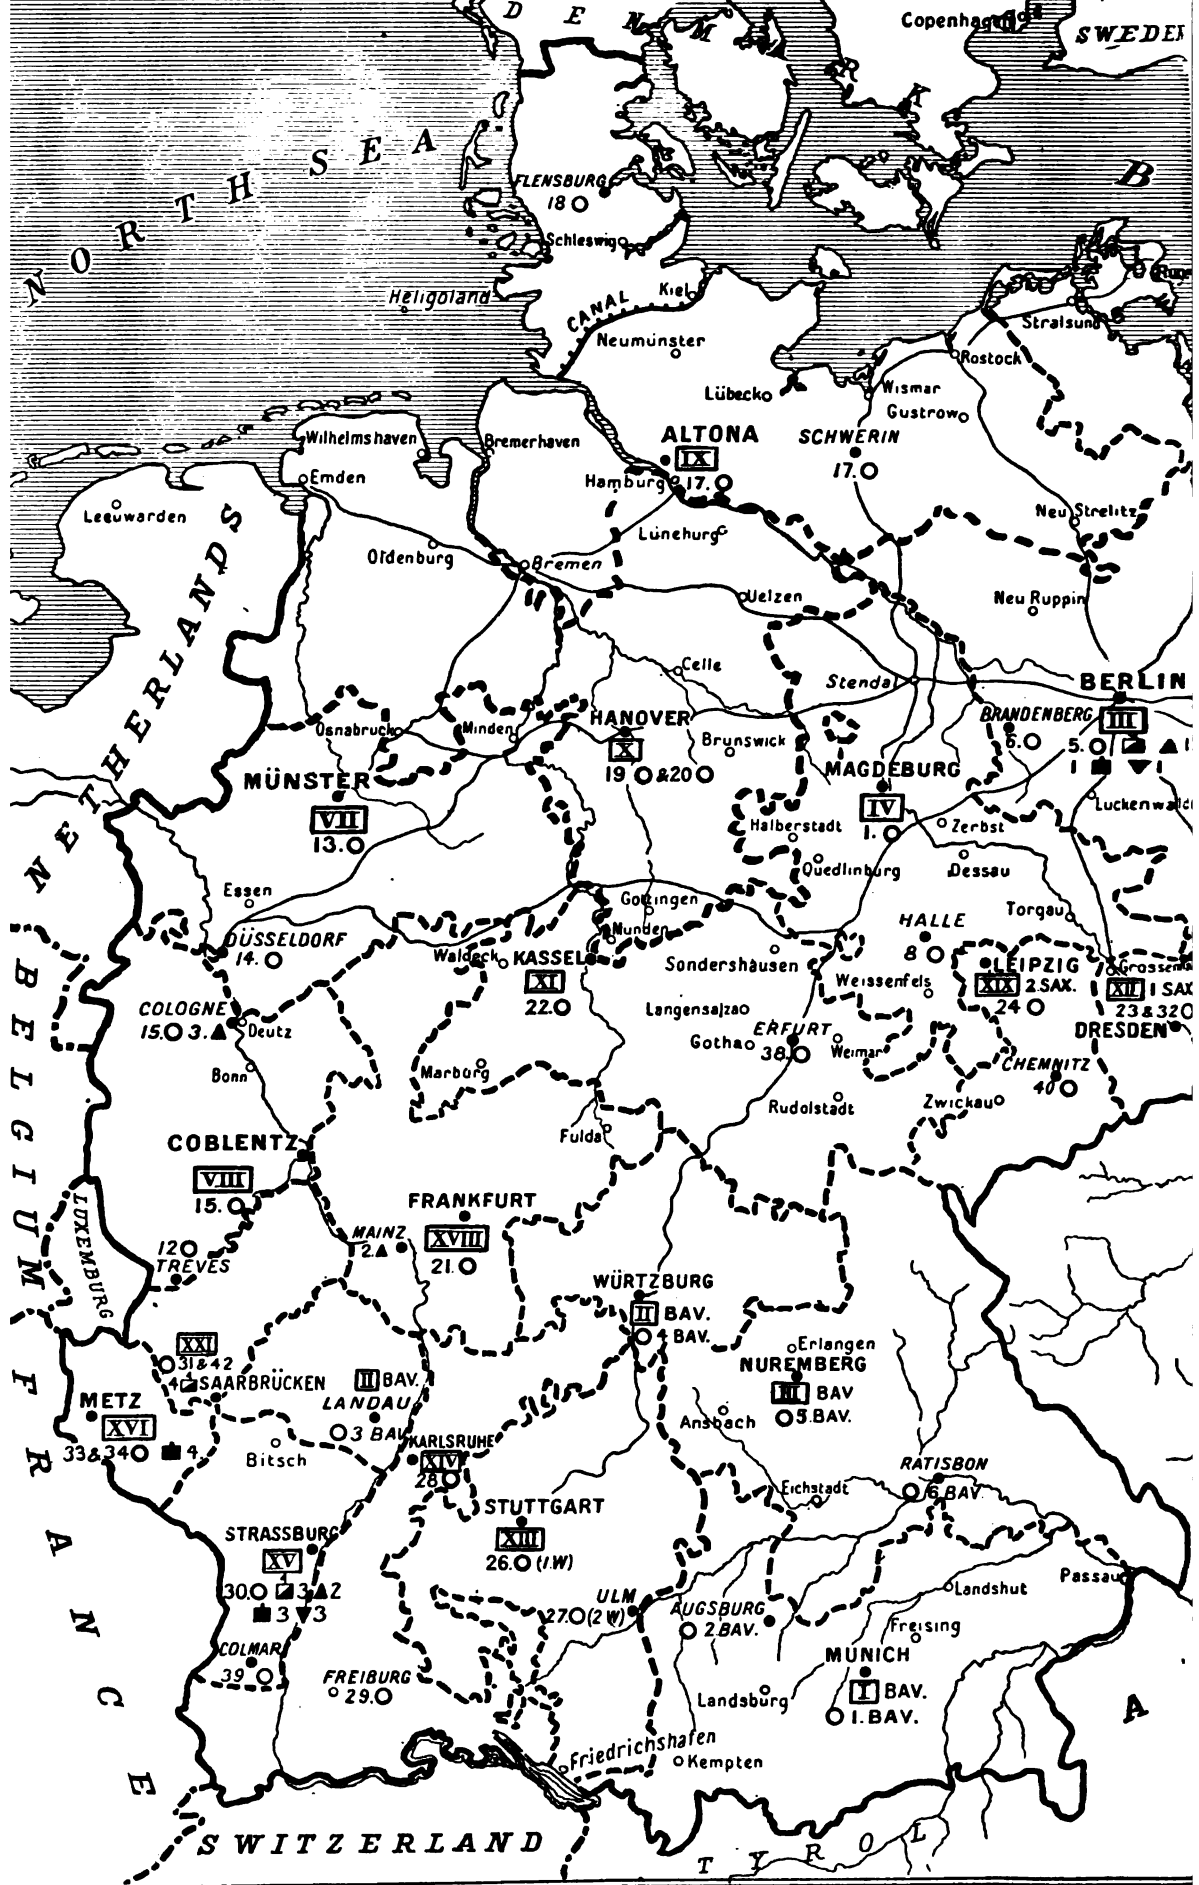 DENMARK
Copenhag
SWEDEN
NORTH SEA
B
FLENSBURG
18
Schleswig
Heligoland
CANAL
Kiel
Neumünster
Stralsund
Rostock
Wismar
Lübeck
Gustrow
ALTONA
IX
Hamburg
17.
SCHWERIN
17.
Wilhelmshaven
Bremerhaven
Emden
Leeuwarden
Neu Strelitz
NETHERLANDS
Oldenburg
Bremen
Lüneburg
Uelzen
Neu Ruppin
Celle
Stendal
BERLIN
III
5.
1
1
BRANDENBERG
6.
Osnabruck
Minden
HANOVER
X
19 & 20
Brunswick
MÜNSTER
VII
13.
MAGDEBURG
IV
1.
Luckenwald
Halberstadt
Zerbst
Quedlinburg
Dessau
Essen
Göttingen
Torgau
HALLE
8
DÜSSELDORF
14.
Waldeck
KASSEL
XI
22.
Munden
Sondershäusen
Weissenfels
LEIPZIG
XIX 2.SAX.
24
Grossen
XII 1 SAX
23 & 32
DRESDEN
BELGIUM
COLOGNE
15. 3.
Deutz
Langensalza
ERFURT
38.
Gotha
Weimar
CHEMNITZ
40
Bonn
Marburg
Rudolstadt
Zwickau
Fulda
COBLENTZ
VIII
15.
LUXEMBURG
FRANKFURT
XVIII
21.
MAINZ
2.
12
TREVES
WÜRTZBURG
II BAV.
4 BAV.
Erlangen
NUREMBERG
III BAV
5.BAV.
Ansbach
XXI
31&42
4
SAARBRÜCKEN
METZ
XVI
33&34 4.
II BAV.
LANDAU
3 BAV
Bitsch
KARLSRUHE
XIV
28
RATISBON
6.BAV.
Eichstadt
STUTTGART
XIII
26. (1.W)
FRANCE
STRASSBURG
XV
30. 3 2
3 3
ULM
27. (2 W)
AUGSBURG
2.BAV.
Landshut
Passau
Freising
COLMAR
39
FREIBURG
29.
MUNICH
I BAV.
1.BAV.
Landsburg
A
Friedrichshafen
Kempten
SWITZERLAND
TYROL